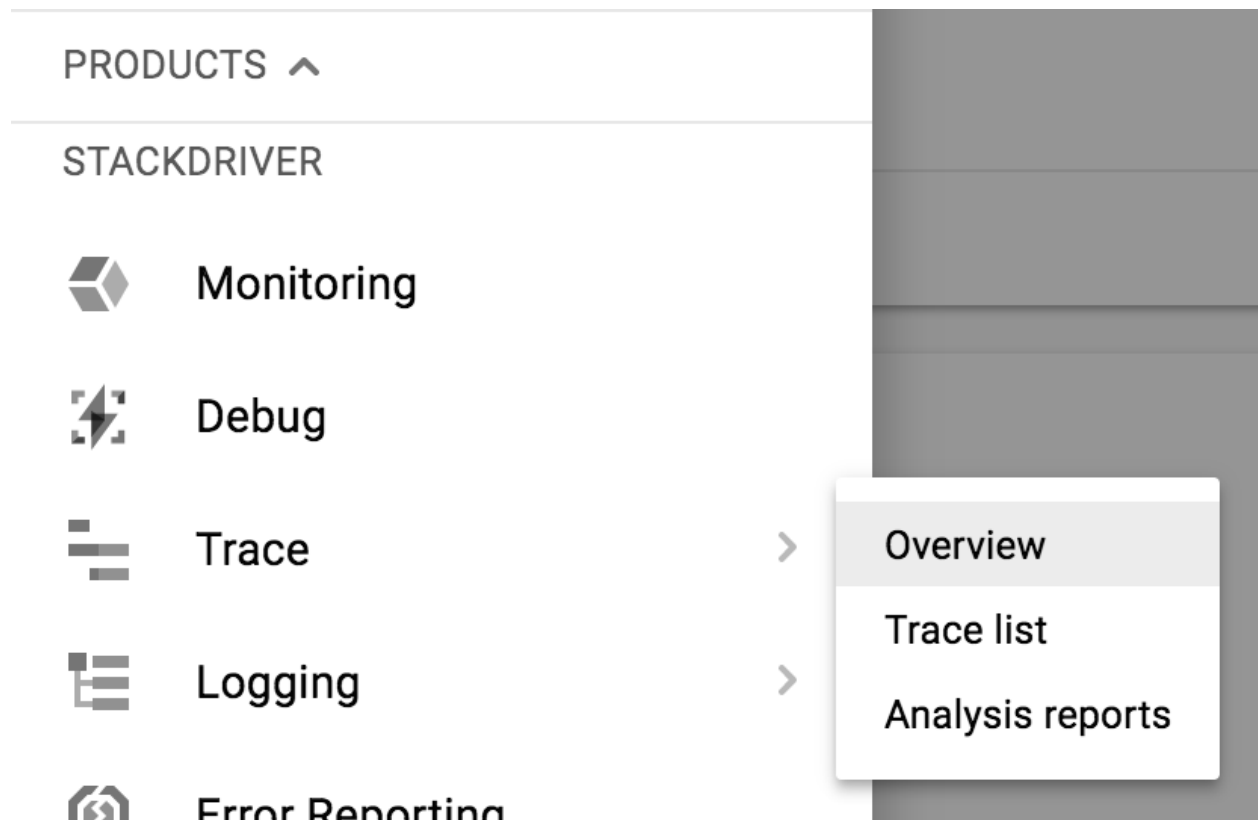 PRODUCTS
STACKDRIVER
Monitoring
Debug
Trace
Overview
Trace list
Logging
Analysis reports
Error Reporting